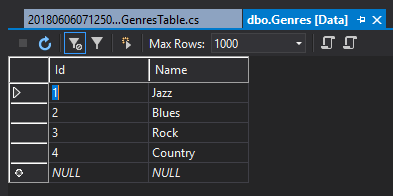 20180606071250...GenresTable.cs dbo.Genres [Data]
Max Rows: 1000
Id Name
1 Jazz
2 Blues
3 Rock
4 Country
NULL NULL